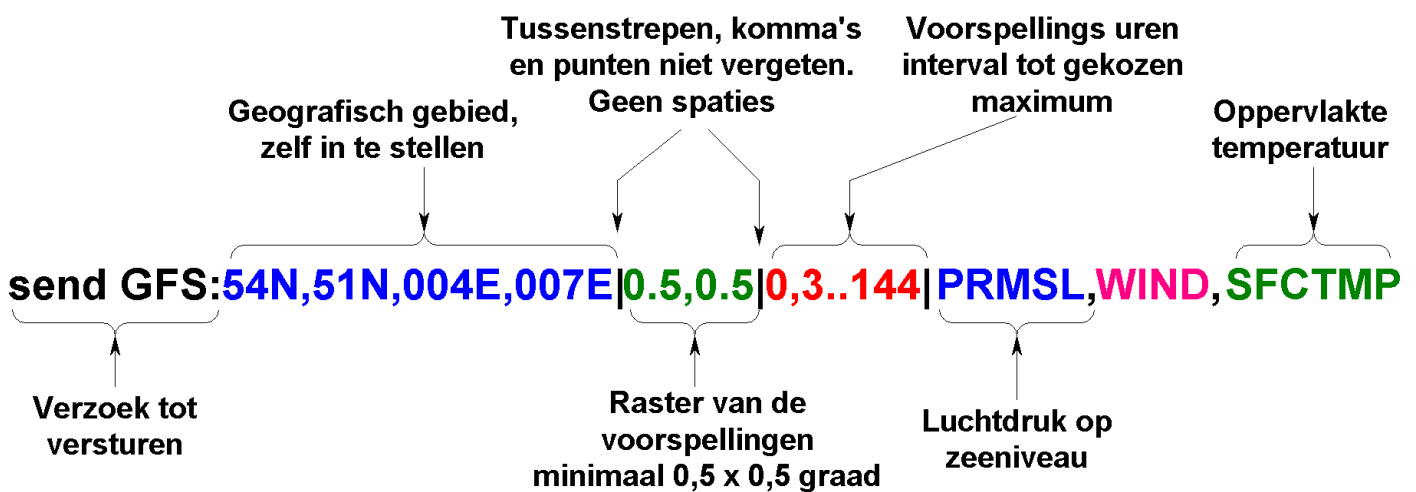 Tussenstrepen, komma's
en punten niet vergeten.
Geen spaties
Voorspellings uren
interval tot gekozen
maximum
Geografisch gebied,
zelf in te stellen
Oppervlakte
temperatuur
send GFS:54N,51N,004E,007E|0.5,0.5|0,3..144|PRMSL,WIND,SFCTMP
Verzoek tot
versturen
Raster van de
voorspellingen
minimaal 0,5 x 0,5 graad
Luchtdruk op
zeeniveau